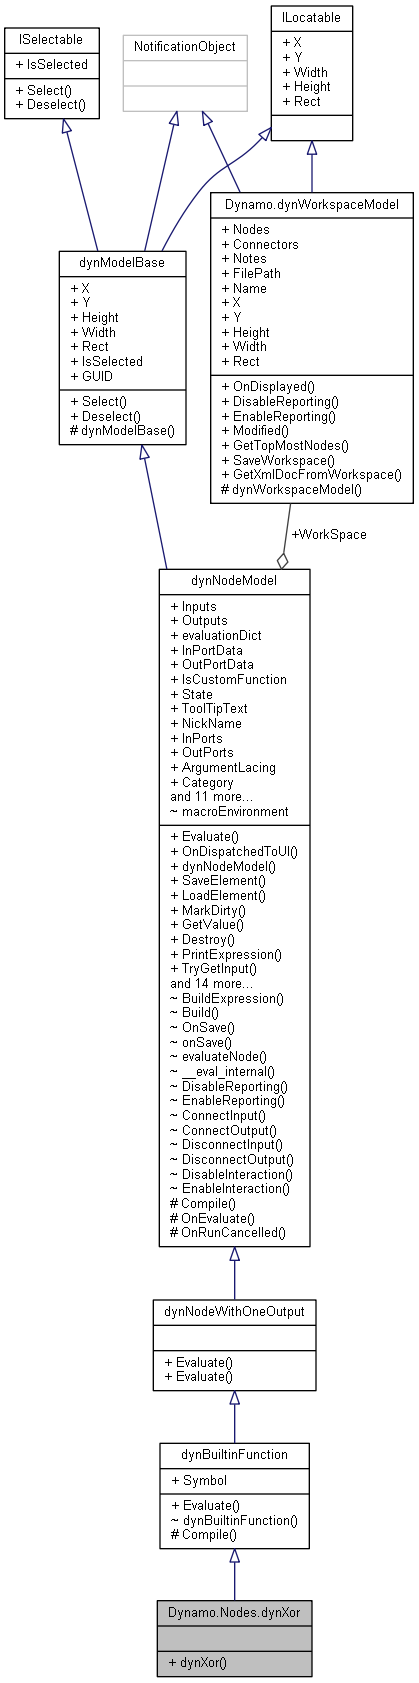 ISelectable
+ IsSelected
+ Select()
+ Deselect()
NotificationObject
ILocatable
+ X
+ Y
+ Width
+ Height
+ Rect
Dynamo.dynWorkspaceModel
+ Nodes
+ Connectors
+ Notes
+ FilePath
+ Name
+ X
+ Y
+ Height
+ Width
+ Rect
+ OnDisplayed()
+ DisableReporting()
+ EnableReporting()
+ Modified()
+ GetTopMostNodes()
+ SaveWorkspace()
+ GetXmlDocFromWorkspace()
# dynWorkspaceModel()
dynModelBase
+ X
+ Y
+ Height
+ Width
+ Rect
+ IsSelected
+ GUID
+ Select()
+ Deselect()
# dynModelBase()
+WorkSpace
dynNodeModel
+ Inputs
+ Outputs
+ evaluationDict
+ InPortData
+ OutPortData
+ IsCustomFunction
+ State
+ ToolTipText
+ NickName
+ InPorts
+ OutPorts
+ ArgumentLacing
+ Category
and 11 more...
~ macroEnvironment
+ Evaluate()
+ OnDispatchedToUI()
+ dynNodeModel()
+ SaveElement()
+ LoadElement()
+ MarkDirty()
+ GetValue()
+ Destroy()
+ PrintExpression()
+ TryGetInput()
and 14 more...
~ BuildExpression()
~ Build()
~ OnSave()
~ onSave()
~ evaluateNode()
~ __eval_internal()
~ DisableReporting()
~ EnableReporting()
~ ConnectInput()
~ ConnectOutput()
~ DisconnectInput()
~ DisconnectOutput()
~ DisableInteraction()
~ EnableInteraction()
# Compile()
# OnEvaluate()
# OnRunCancelled()
dynNodeWithOneOutput
+ Evaluate()
+ Evaluate()
dynBuiltinFunction
+ Symbol
+ Evaluate()
~ dynBuiltinFunction()
# Compile()
Dynamo.Nodes.dynXor
+ dynXor()